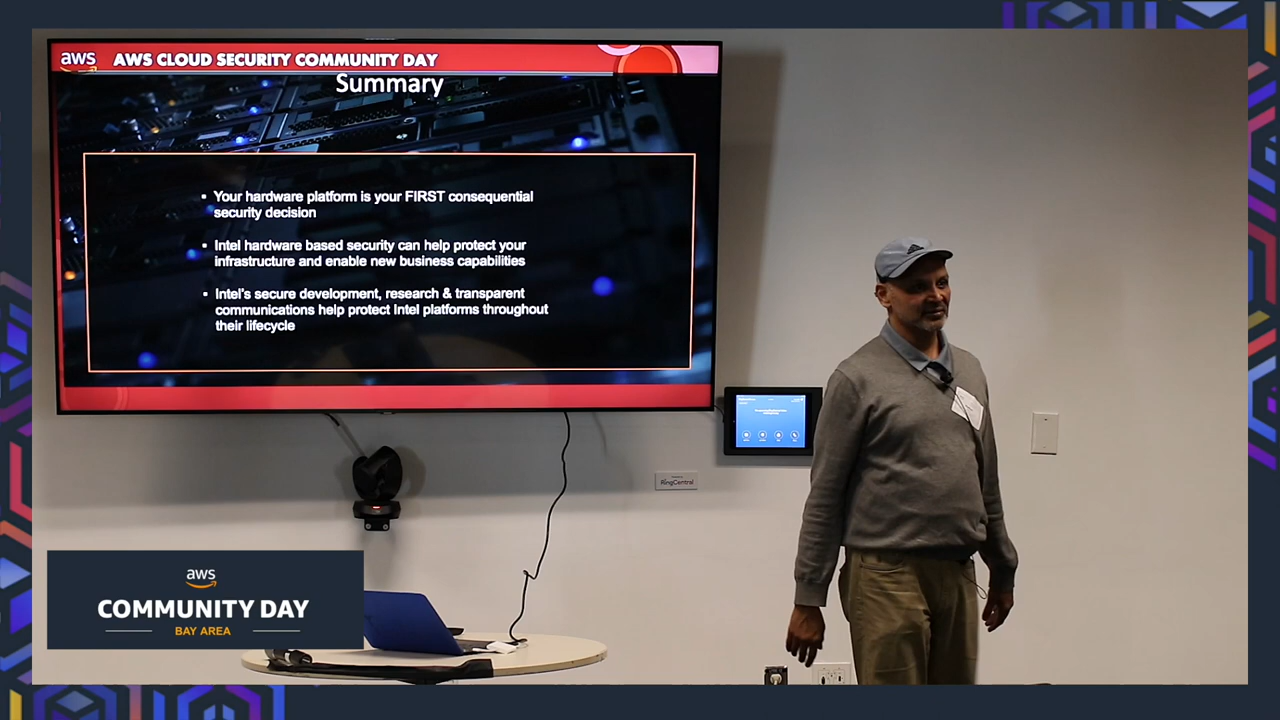 aws AWS CLOUD SECURITY COMMUNITY DAY
Summary
▪ Your hardware platform is your FIRST consequential
security decision
▪ Intel hardware based security can help protect your
infrastructure and enable new business capabilities
▪ Intel's secure development, research & transparent
communications help protect Intel platforms throughout
their lifecycle
RingCentral
aws
COMMUNITY DAY
BAY AREA